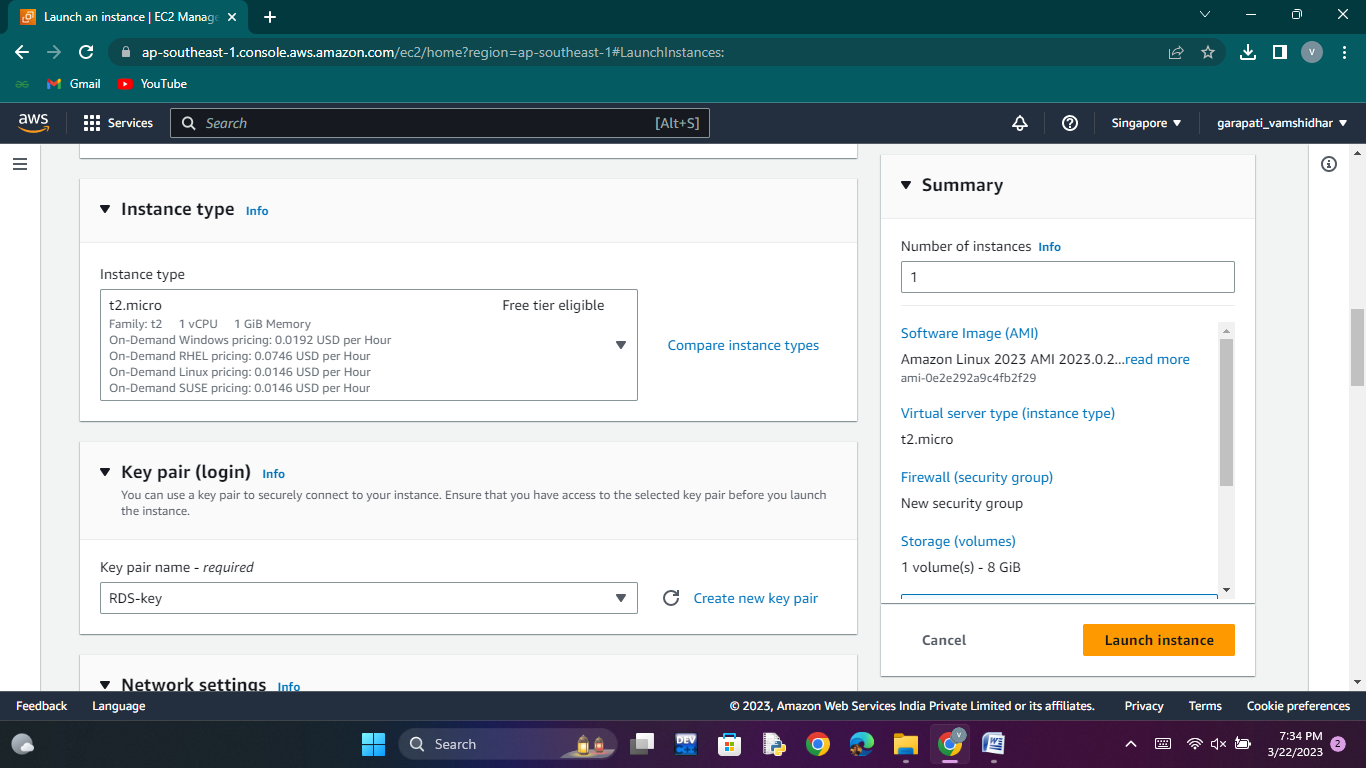 Launch an instance | EC2 Manage
ap-southeast-1.console.aws.amazon.com/ec2/home?region=ap-southeast-1#LaunchInstances:
V
Gmail
YouTube
aws
Services
Search
[Alt+S]
Singapore
garapati_vamshidhar
Instance type Info
Instance type
t2.micro Free tier eligible
Family: t2 1 vCPU 1 GiB Memory
On-Demand Windows pricing: 0.0192 USD per Hour
On-Demand RHEL pricing: 0.0746 USD per Hour
On-Demand Linux pricing: 0.0146 USD per Hour
On-Demand SUSE pricing: 0.0146 USD per Hour
Compare instance types
Key pair (login) Info
You can use a key pair to securely connect to your instance. Ensure that you have access to the selected key pair before you launch
the instance.
Key pair name - required
RDS-key
Create new key pair
Network settings Info
Summary
Number of instances Info
1
Software Image (AMI)
Amazon Linux 2023 AMI 2023.0.2...read more
ami-0e2e292a9c4fb2f29
Virtual server type (instance type)
t2.micro
Firewall (security group)
New security group
Storage (volumes)
1 volume(s) - 8 GiB
Cancel
Launch instance
Feedback
Language
© 2023, Amazon Web Services India Private Limited or its affiliates.
Privacy
Terms
Cookie preferences
Search
DEV
V
7:34 PM
3/22/2023
2